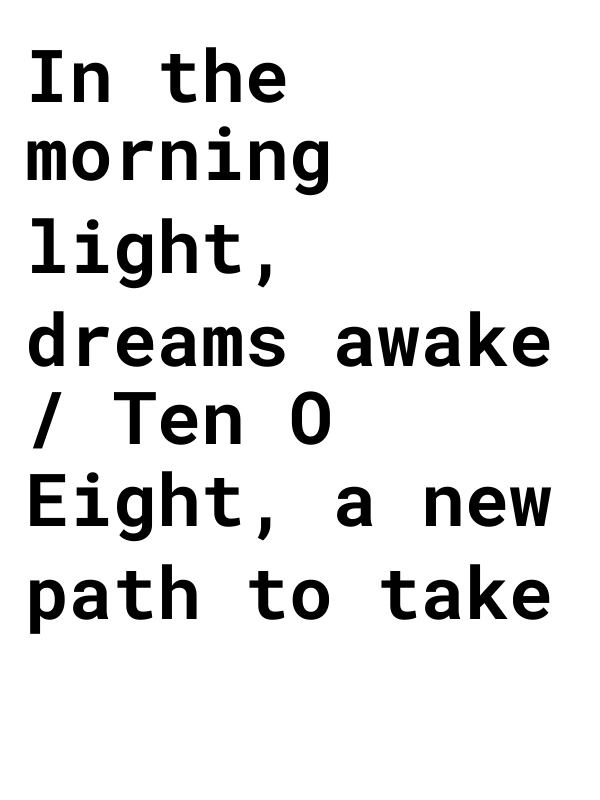 In the
morning
light,
dreams awake
/ Ten O
Eight, a new
path to take